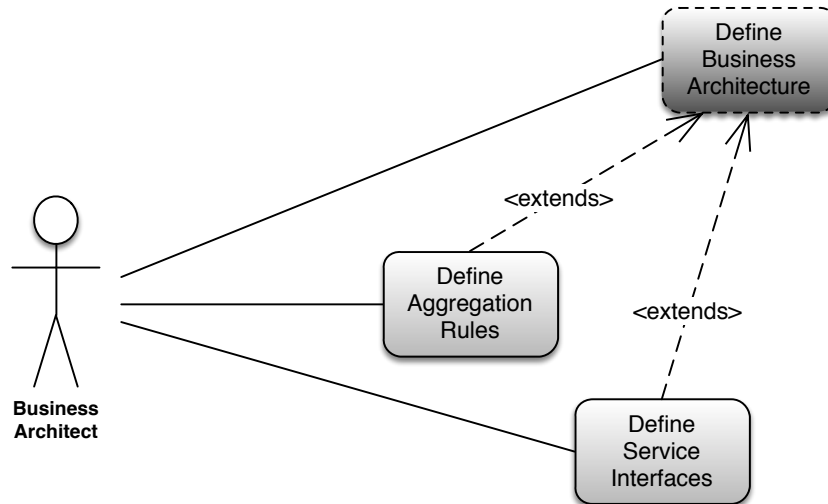 Define
Business
Architecture
<extends>
Define
Aggregation
Rules
<extends>
Business
Architect
Define
Service
Interfaces